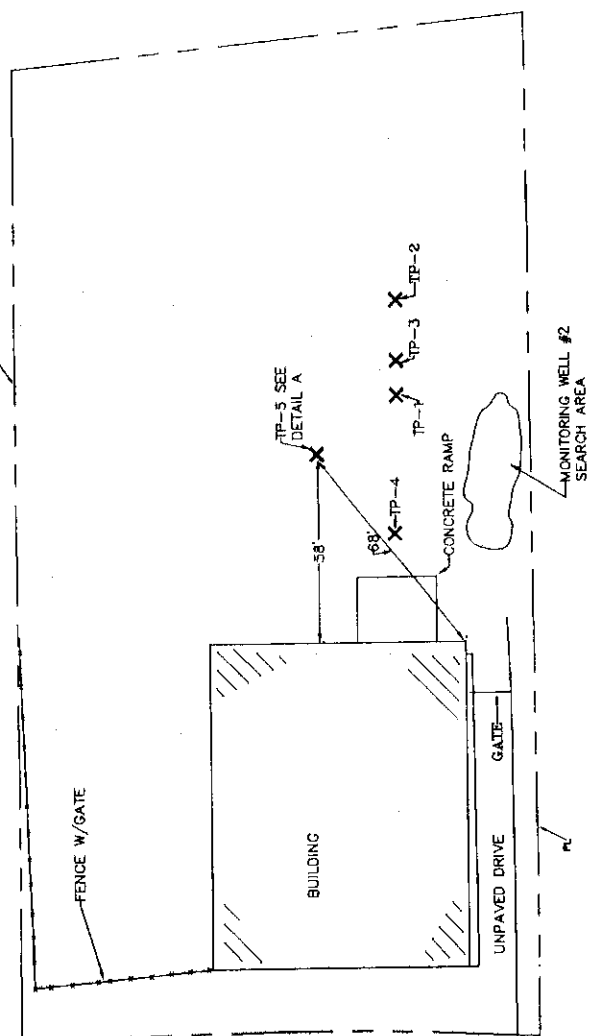 FENCE W/GATE
BUILDING
UNPAVED DRIVE
GATE
PL
58'
68'
TP-5 SEE
DETAIL A
TP-4
CONCRETE RAMP
TP-1
TP-3
TP-2
MONITORING WELL #2
SEARCH AREA